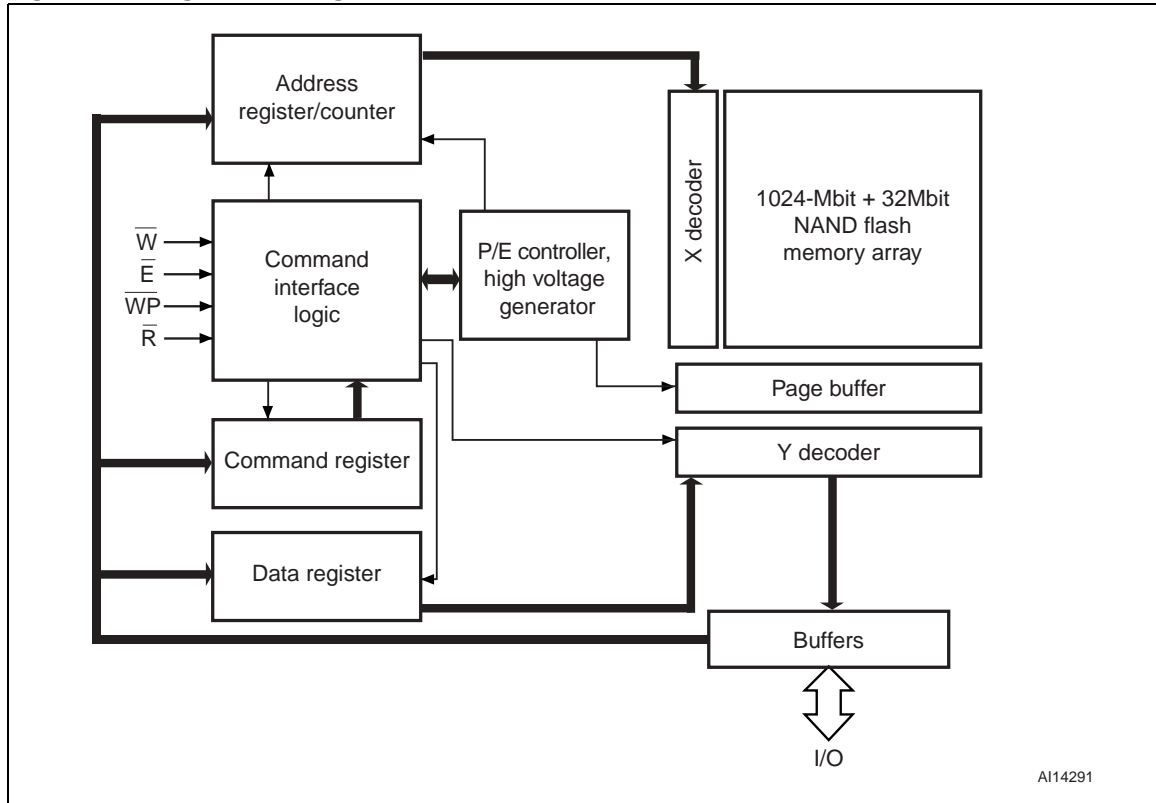 Address
register/counter
X decoder
1024-Mbit + 32Mbit
NAND flash
memory array
W̅
E̅
W̅P̅
R̅
Command
interface
logic
P/E controller,
high voltage
generator
Page buffer
Command register
Y decoder
Data register
Buffers
I/O
AI14291